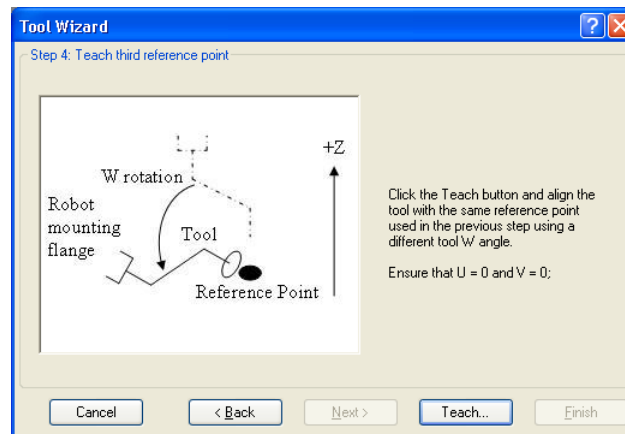 Tool Wizard
Step 4: Teach third reference point
+Z
W rotation
Robot
mounting
flange
Tool
Reference Point
Click the Teach button and align the
tool with the same reference point
used in the previous step using a
different tool W angle.
Ensure that U = 0 and V = 0;
Cancel
< Back
Next >
Teach...
Finish